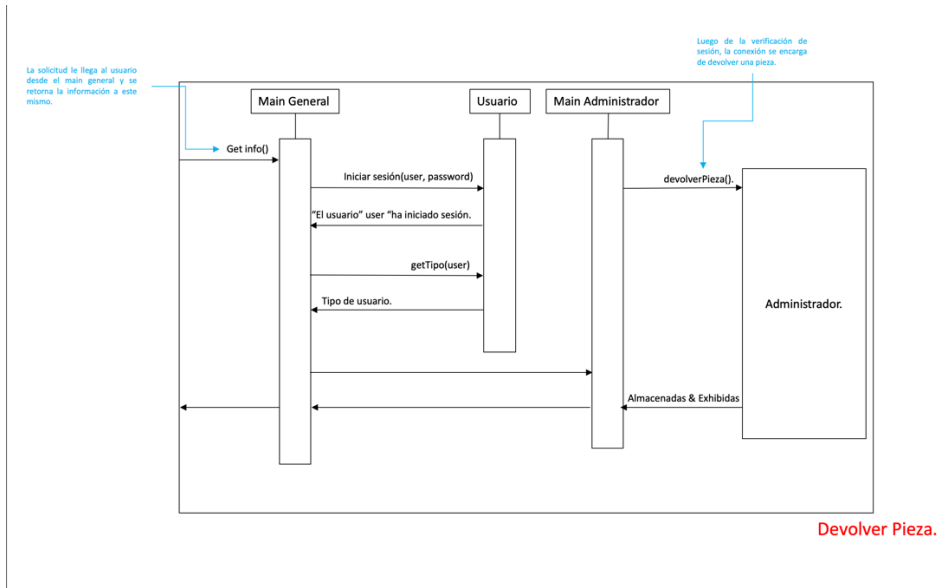 Luego de la verificación de
sesión, la conexión se encarga
de devolver una pieza.
La solicitud le llega al usuario
desde el main general y se
retorna la información a este
mismo.
Main General
Usuario
Main Administrador
Get info()
Iniciar sesión(user, password)
devolverPieza().
“El usuario” user “ha iniciado sesión.
getTipo(user)
Tipo de usuario.
Administrador.
Almacenadas & Exhibidas
Devolver Pieza.